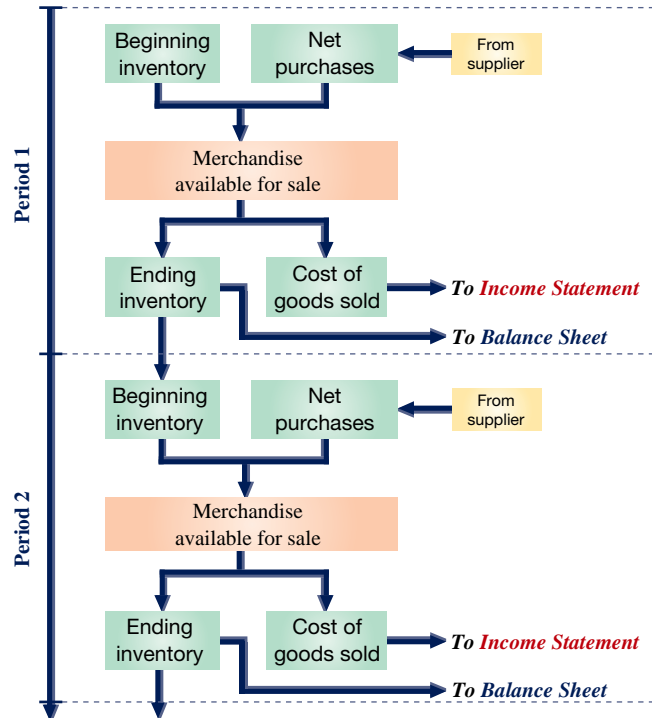 Period 1
Beginning
inventory
Net
purchases
From
supplier
Merchandise
available for sale
Ending
inventory
Cost of
goods sold
To Income Statement
To Balance Sheet
Period 2
Beginning
inventory
Net
purchases
From
supplier
Merchandise
available for sale
Ending
inventory
Cost of
goods sold
To Income Statement
To Balance Sheet